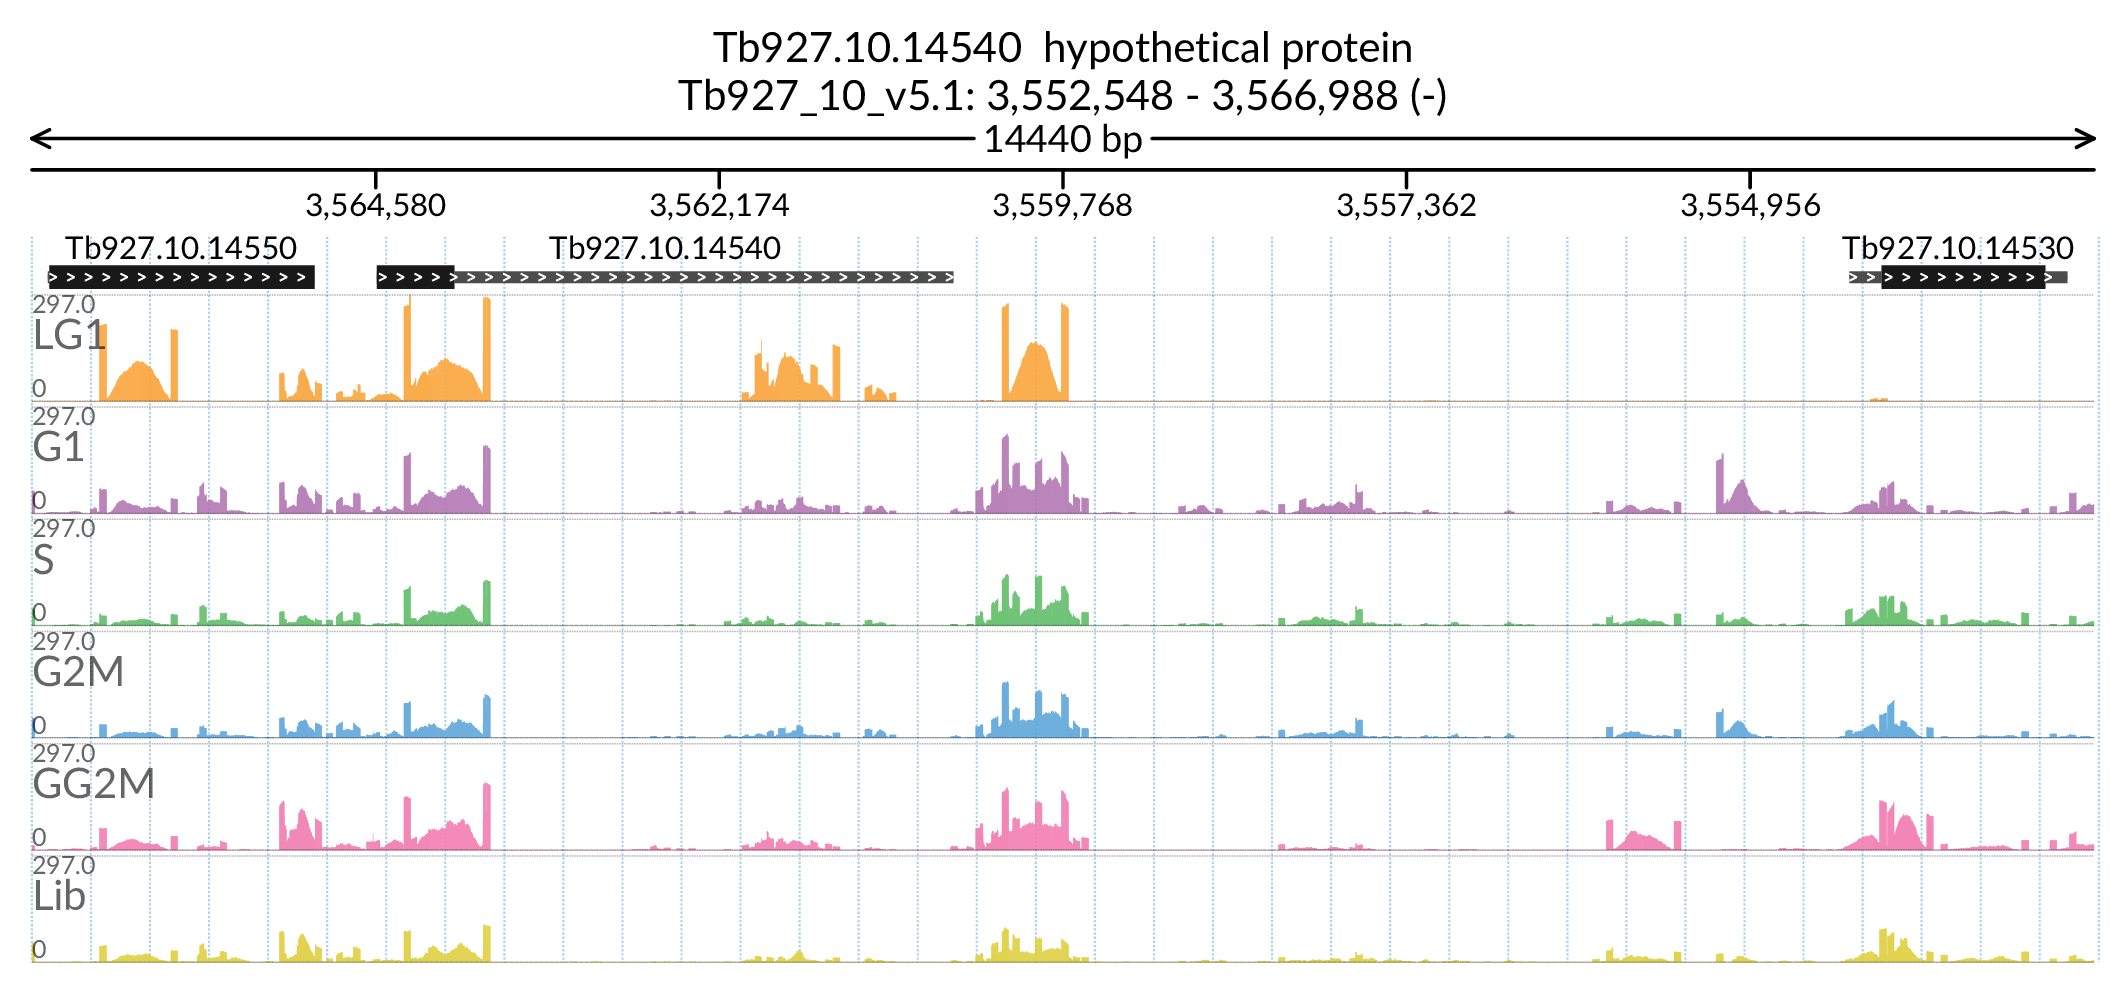 Tb927.10.14540  hypothetical protein
Tb927_10_v5.1: 3,552,548 - 3,566,988 (-)
14440 bp
3,564,580 3,562,174 3,559,768 3,557,362 3,554,956
Tb927.10.14550 Tb927.10.14540 Tb927.10.14530
297.0
LG1
0
297.0
G1
0
297.0
S
0
297.0
G2M
0
297.0
GG2M
0
297.0
Lib
0